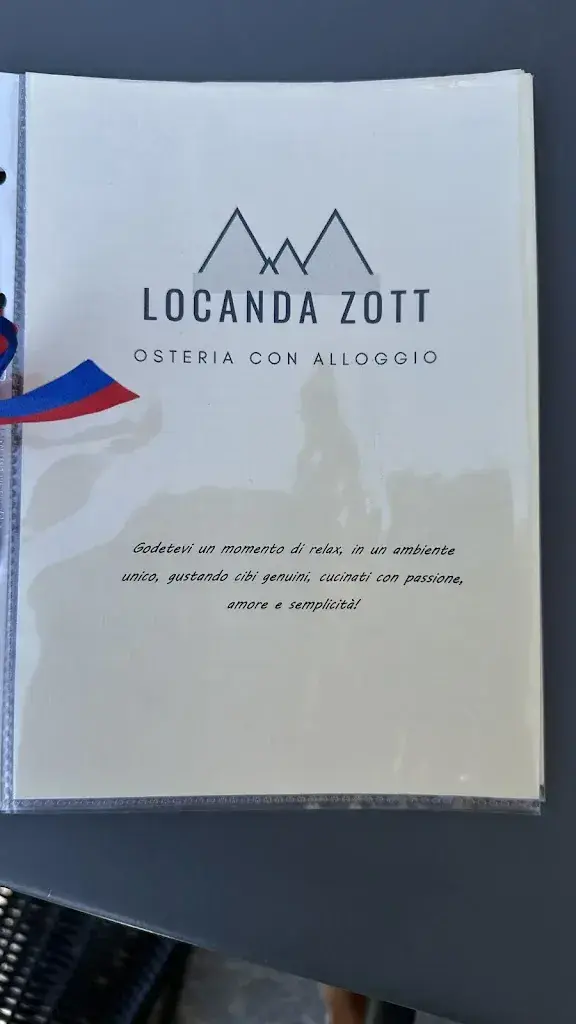 LOCANDA ZOTT
OSTERIA CON ALLOGGIO
Godetevi un momento di relax, in un ambiente
unico, gustando cibi genuini, cucinati con passione,
amore e semplicità!